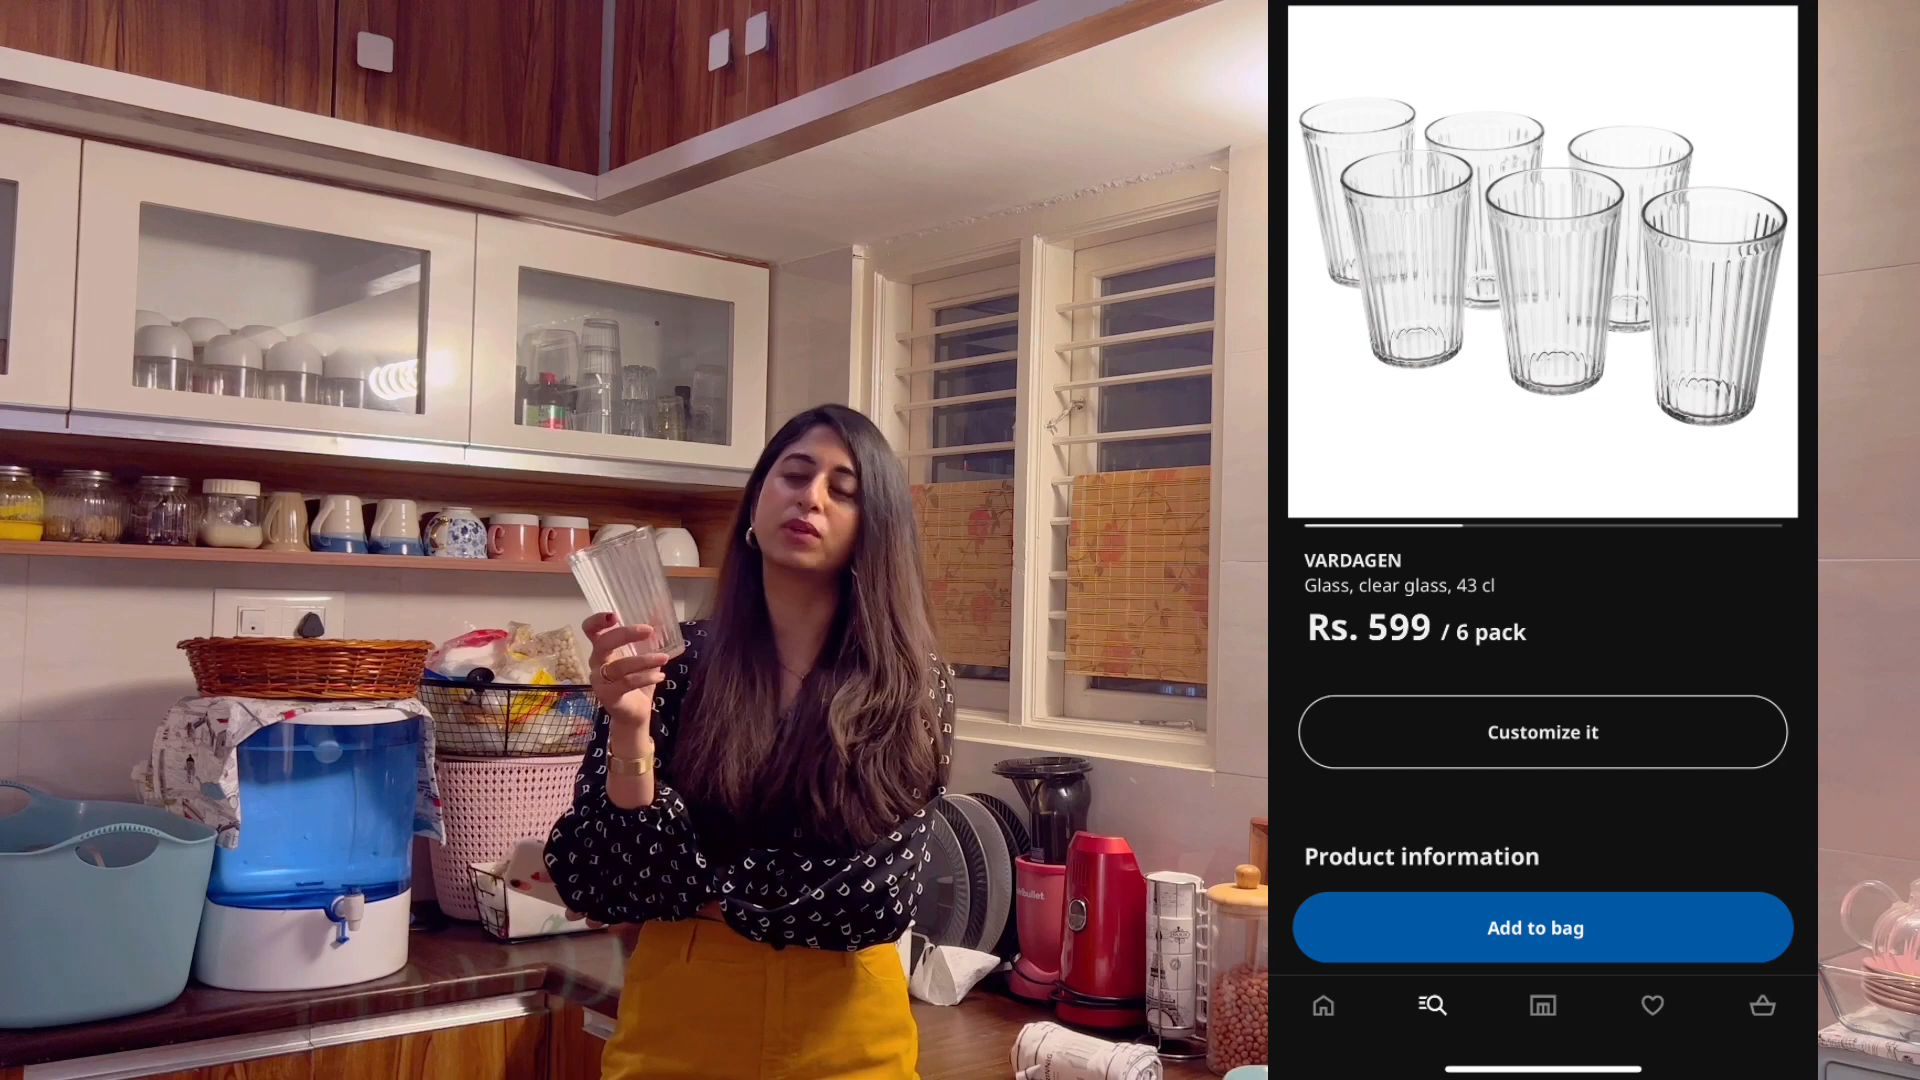 VARDAGEN
Glass, clear glass, 43 cl
Rs. 599 / 6 pack
Customize it
Product information
Add to bag